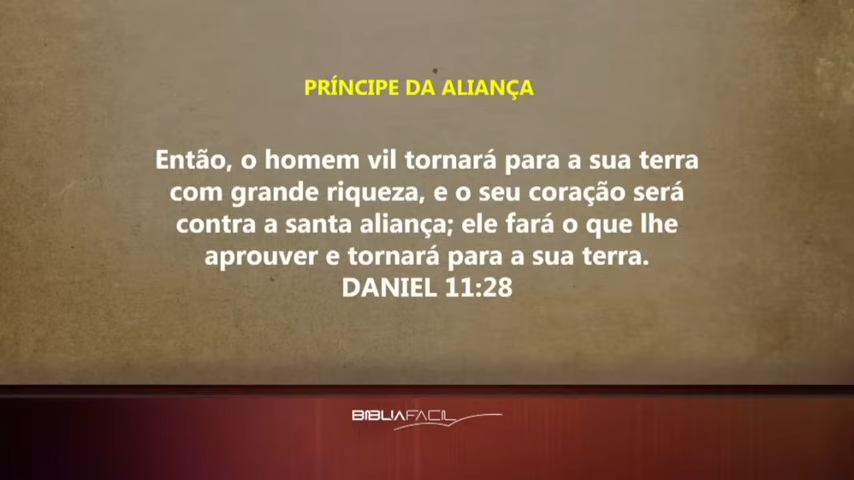 PRÍNCIPE DA ALIANÇA
Então, o homem vil tornará para a sua terra
com grande riqueza, e o seu coração será
contra a santa aliança; ele fará o que lhe
aprouver e tornará para a sua terra.
DANIEL 11:28
BÍBLIAFACIL